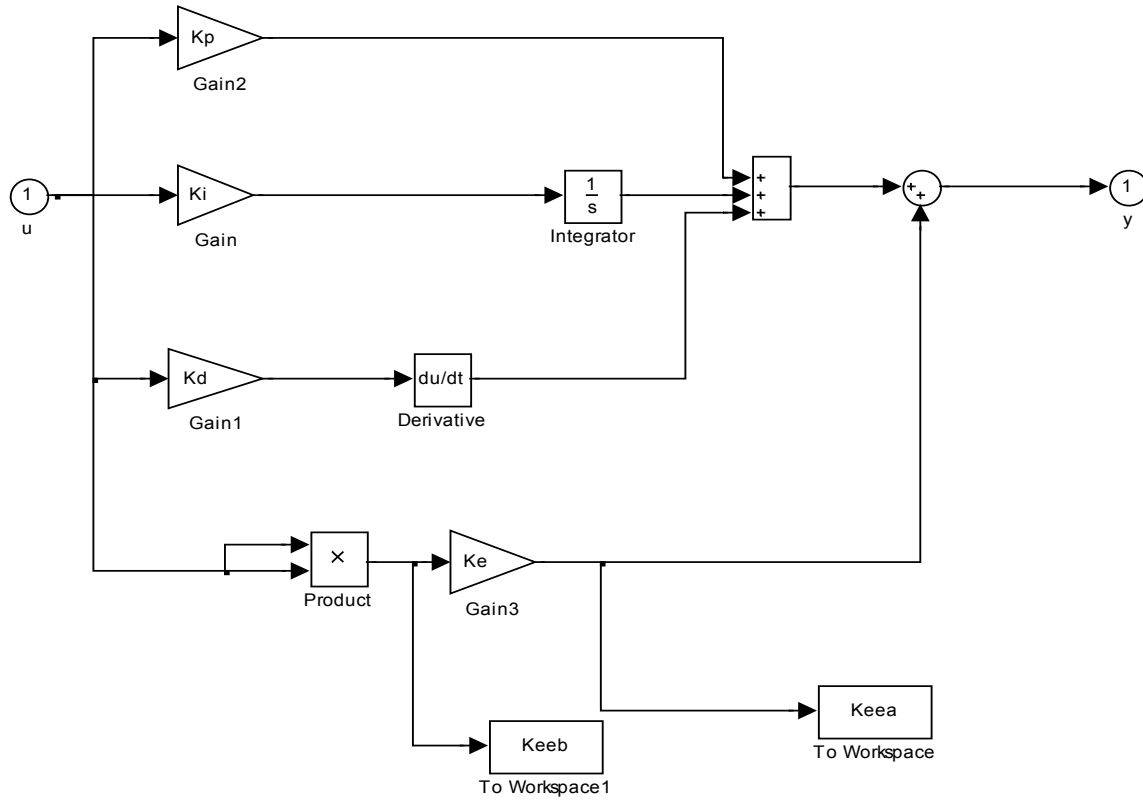 Kp
Gain2
1
u
Ki
Gain
1
s
Integrator
+
+
+
+
+
1
y
Kd
Gain1
du/dt
Derivative
×
Product
Ke
Gain3
Keea
To Workspace
Keeb
To Workspace1